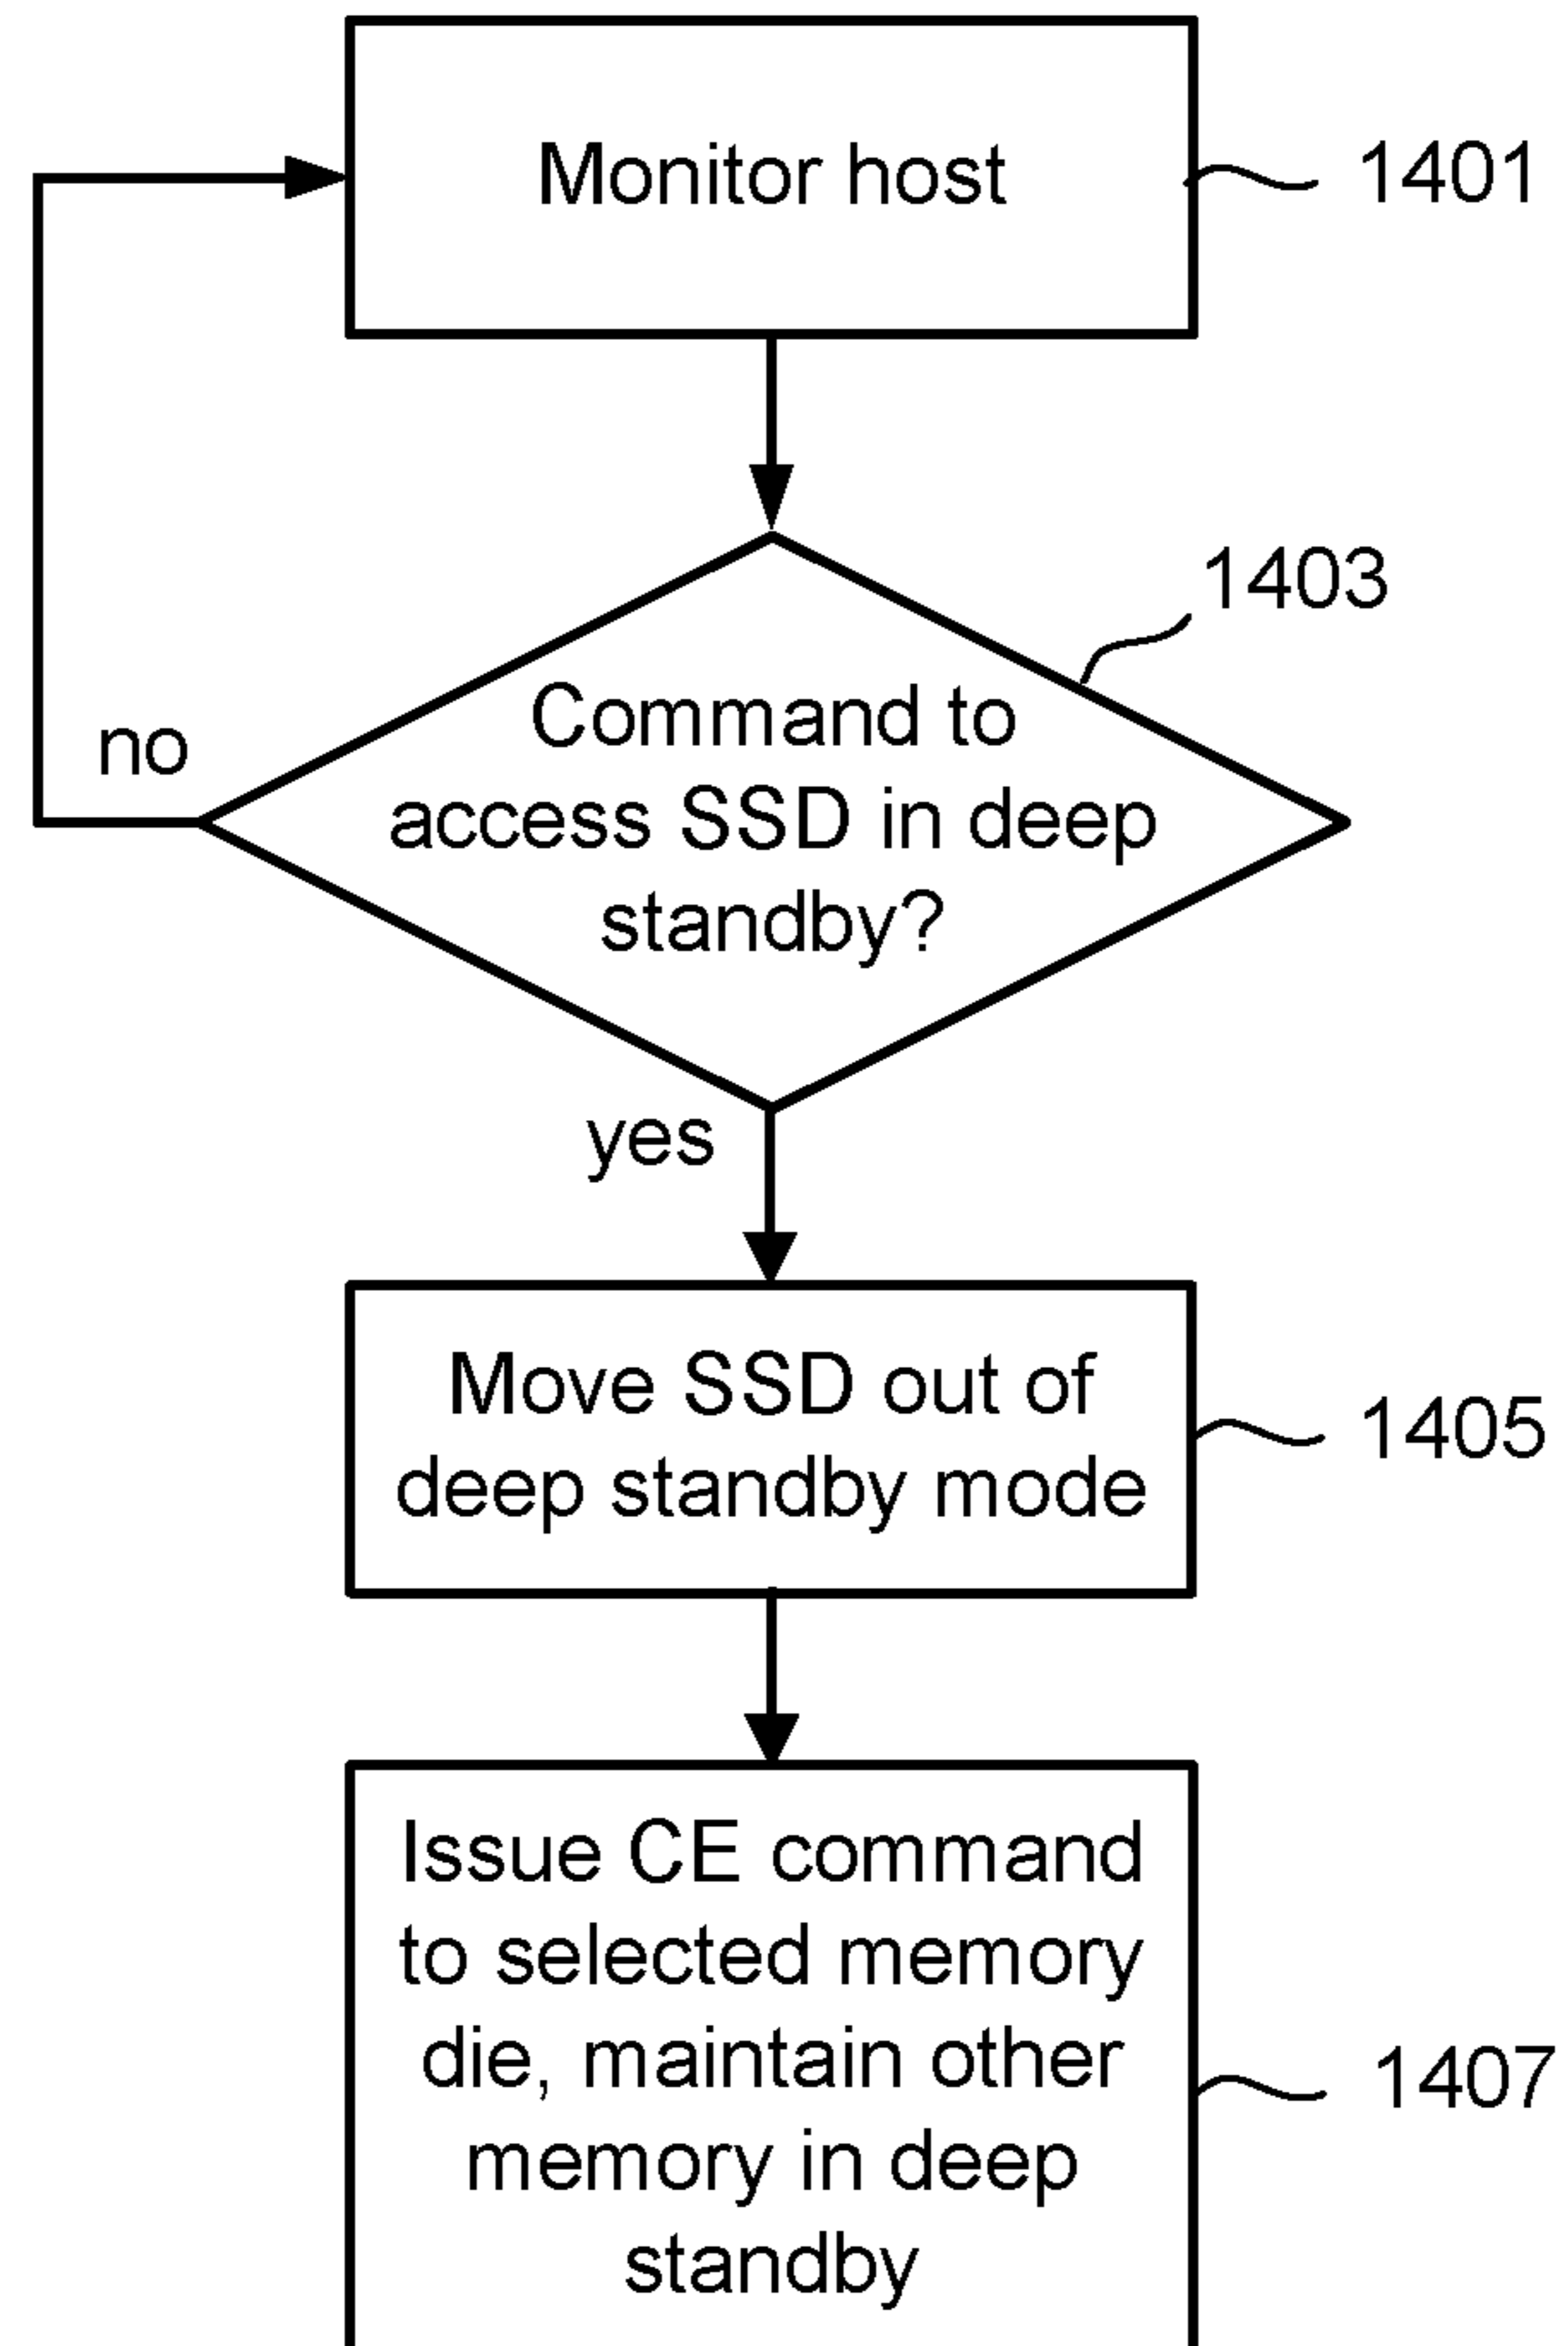 Monitor host
1401
1403
Command to
access SSD in deep
standby?
no
yes
Move SSD out of
deep standby mode
1405
Issue CE command
to selected memory
die, maintain other
memory in deep
standby
1407